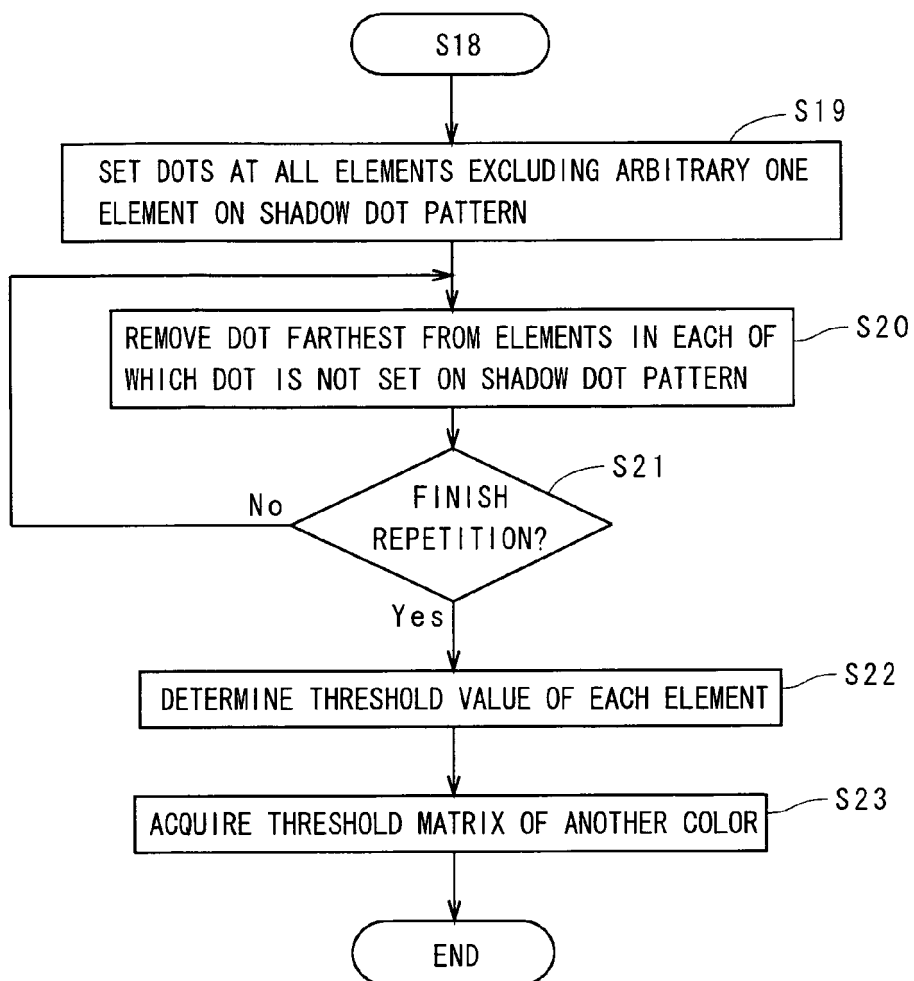 S18
S19
SET DOTS AT ALL ELEMENTS EXCLUDING ARBITRARY ONE
ELEMENT ON SHADOW DOT PATTERN
S20
REMOVE DOT FARTHEST FROM ELEMENTS IN EACH OF
WHICH DOT IS NOT SET ON SHADOW DOT PATTERN
S21
FINISH
REPETITION?
No
Yes
S22
DETERMINE THRESHOLD VALUE OF EACH ELEMENT
S23
ACQUIRE THRESHOLD MATRIX OF ANOTHER COLOR
END